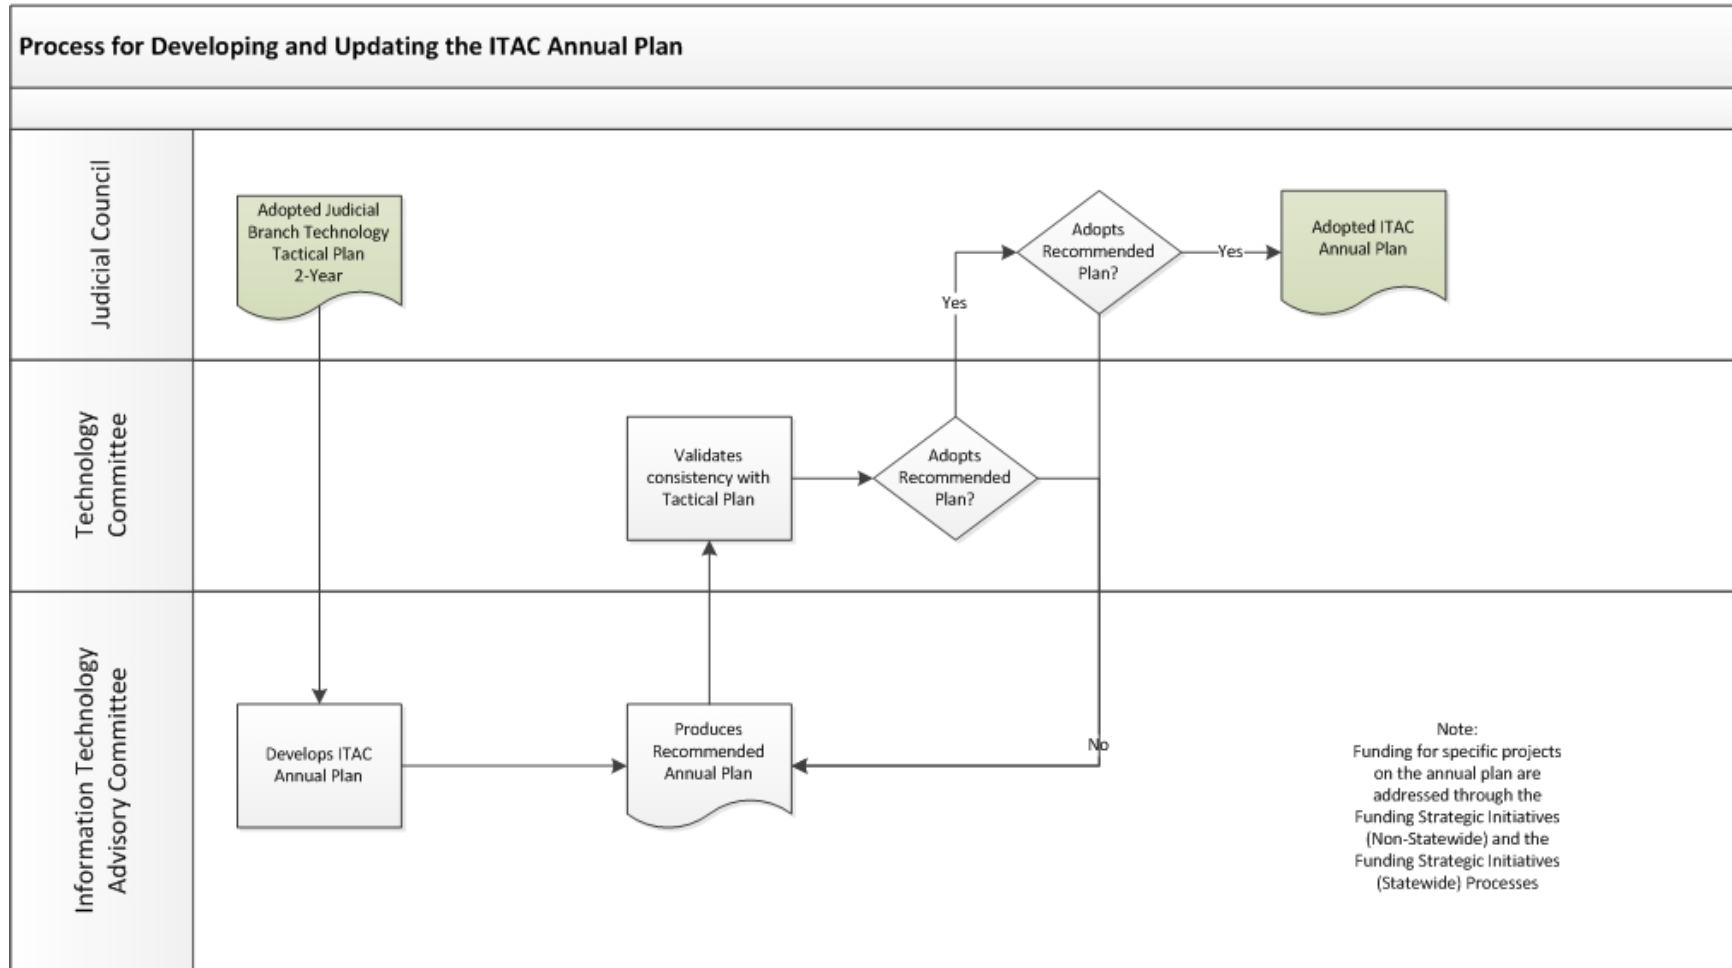 Process for Developing and Updating the ITAC Annual Plan
Judicial Council
Adopted Judicial
Branch Technology
Tactical Plan
2-Year
Adopts
Recommended
Plan?
Yes
Adopted ITAC
Annual Plan
Yes
Technology
Committee
Validates
consistency with
Tactical Plan
Adopts
Recommended
Plan?
Information Technology
Advisory Committee
Develops ITAC
Annual Plan
Produces
Recommended
Annual Plan
No
Note:
Funding for specific projects
on the annual plan are
addressed through the
Funding Strategic Initiatives
(Non-Statewide) and the
Funding Strategic Initiatives
(Statewide) Processes